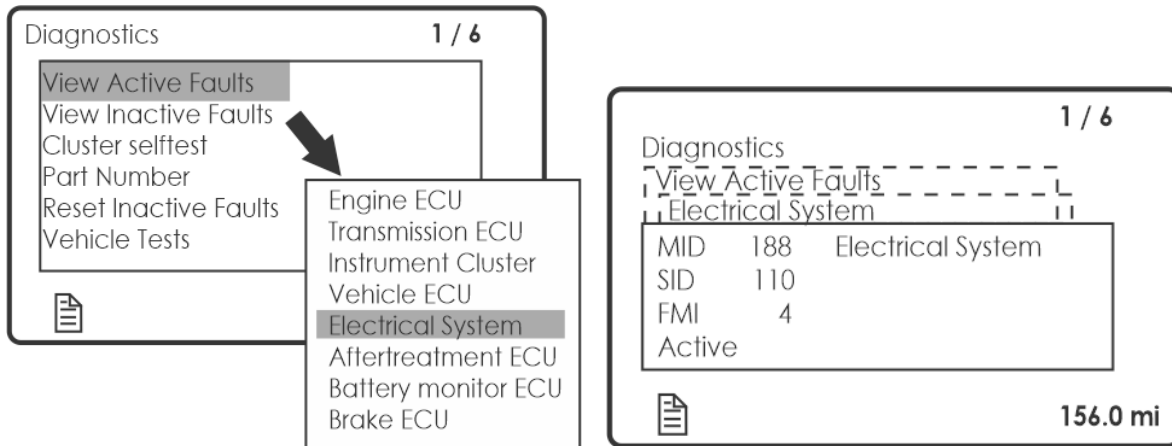 Diagnostics 1 / 6
View Active Faults
View Inactive Faults
Cluster selftest
Part Number
Reset Inactive Faults
Vehicle Tests
Engine ECU
Transmission ECU
Instrument Cluster
Vehicle ECU
Electrical System
Aftertreatment ECU
Battery monitor ECU
Brake ECU
1 / 6
Diagnostics
View Active Faults
Electrical System
MID 188 Electrical System
SID 110
FMI 4
Active
156.0 mi